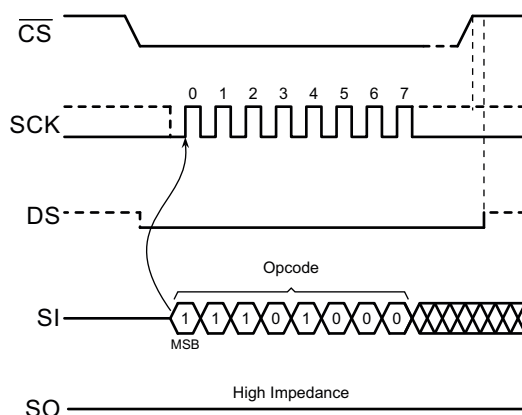 CS
0 1 2 3 4 5 6 7
SCK
DS
Opcode
SI 1 1 1 0 1 0 0 0
MSB
High Impedance
SO